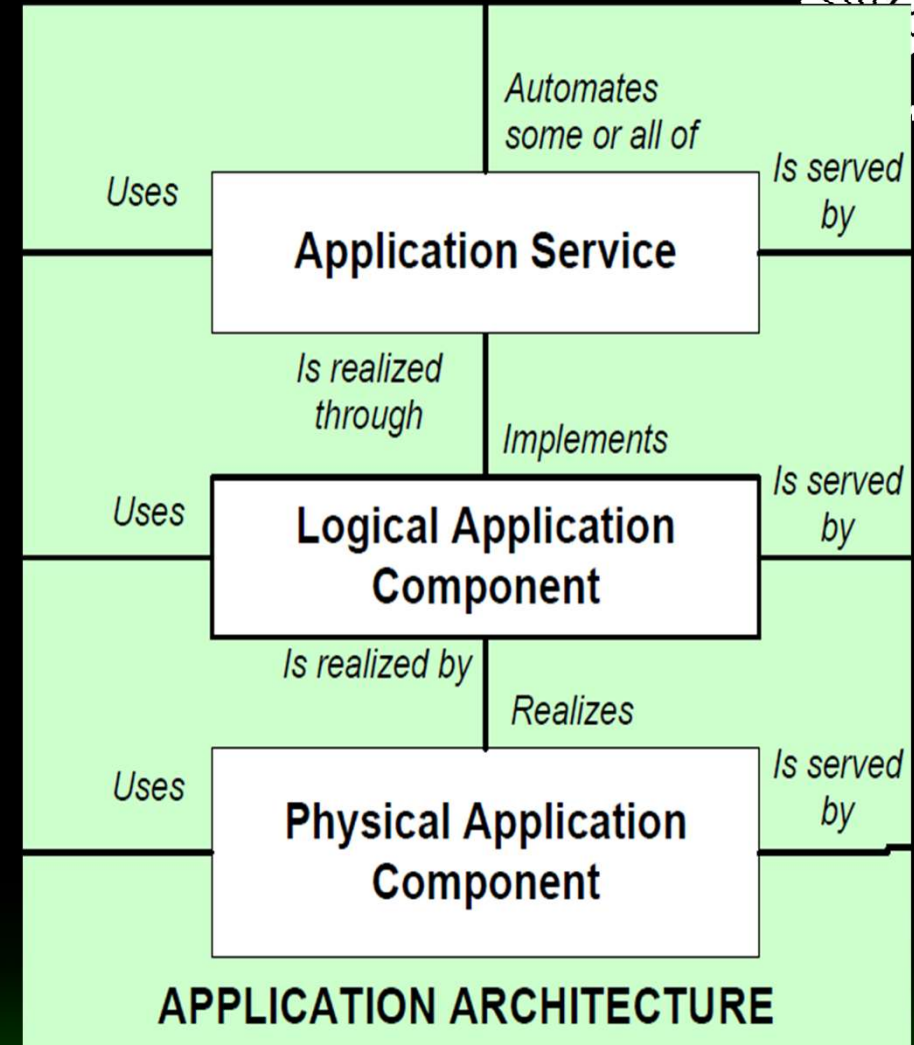 Automates
some or all of
Uses
Is served
by
Application Service
Is realized
through
Implements
Uses
Is served
by
Logical Application
Component
Is realized by
Realizes
Uses
Is served
by
Physical Application
Component
APPLICATION ARCHITECTURE